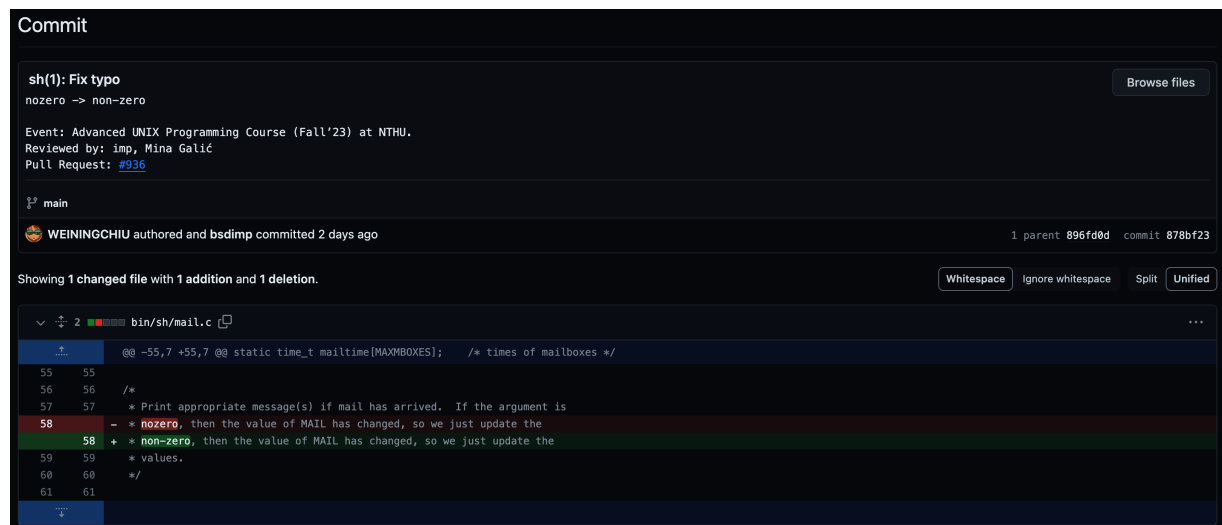 Commit
sh(1): Fix typo
Browse files
nozero -> non-zero
Event: Advanced UNIX Programming Course (Fall’23) at NTHU.
Reviewed by: imp, Mina Galić
Pull Request: #936
main
WEININGCHIU authored and bsdimp committed 2 days ago
1 parent 896fd0d commit 878bf23
Showing 1 changed file with 1 addition and 1 deletion.
Whitespace Ignore whitespace Split Unified
2 bin/sh/mail.c
@@ -55,7 +55,7 @@ static time_t mailtime[MAXMBOXES]; /* times of mailboxes */
55 55
56 56 /*
57 57 * Print appropriate message(s) if mail has arrived. If the argument is
58 - * nozero, then the value of MAIL has changed, so we just update the
58 + * non-zero, then the value of MAIL has changed, so we just update the
59 59 * values.
60 60 */
61 61